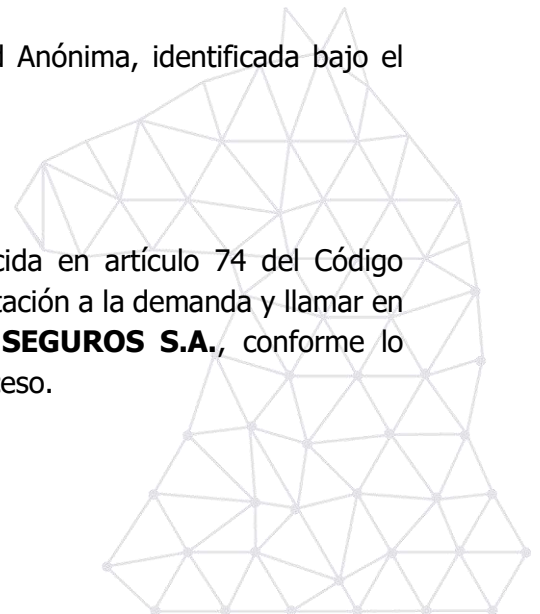 Anónima, identificada bajo el
cida en artículo 74 del Código
tación a la demanda y llamar en
SEGUROS S.A., conforme lo
eso.